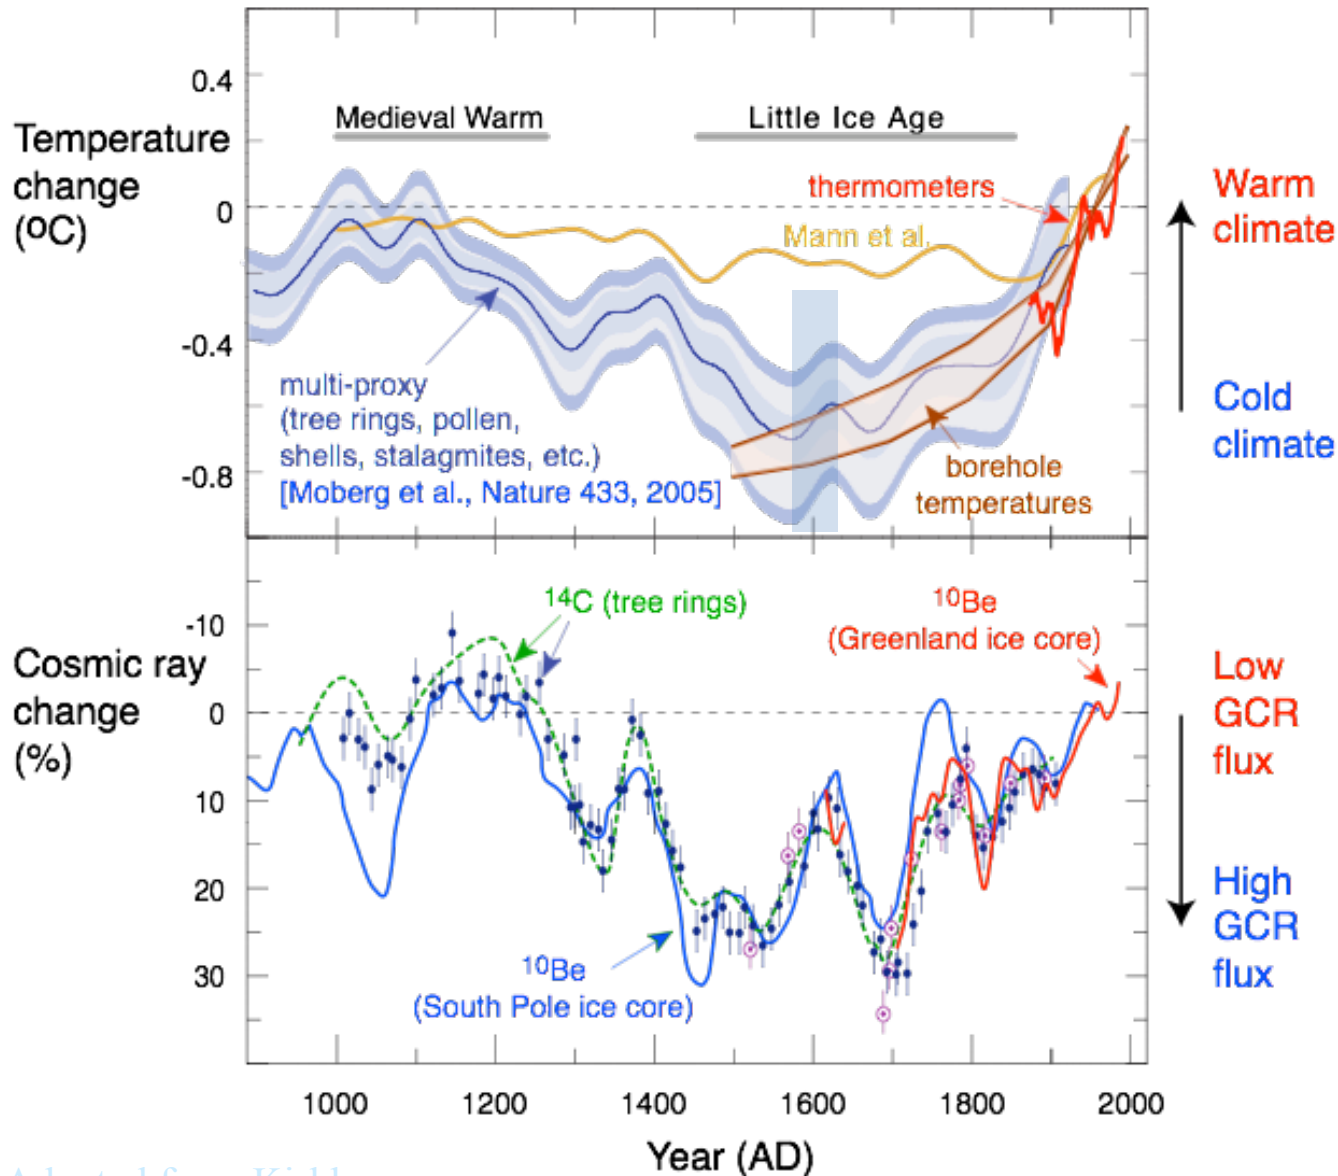 0.4
0
-0.4
-0.8
Temperature
change
(ºC)
Medieval Warm
Little Ice Age
thermometers
Mann et al.
multi-proxy
(tree rings, pollen,
shells, stalagmites, etc.)
[Moberg et al., Nature 433, 2005]
borehole
temperatures
Warm
climate
Cold
climate
-10
0
10
20
30
Cosmic ray
change
(%)
14C (tree rings)
10Be
(Greenland ice core)
10Be
(South Pole ice core)
Low
GCR
flux
High
GCR
flux
1000 1200 1400 1600 1800 2000
Year (AD)
Adapted from